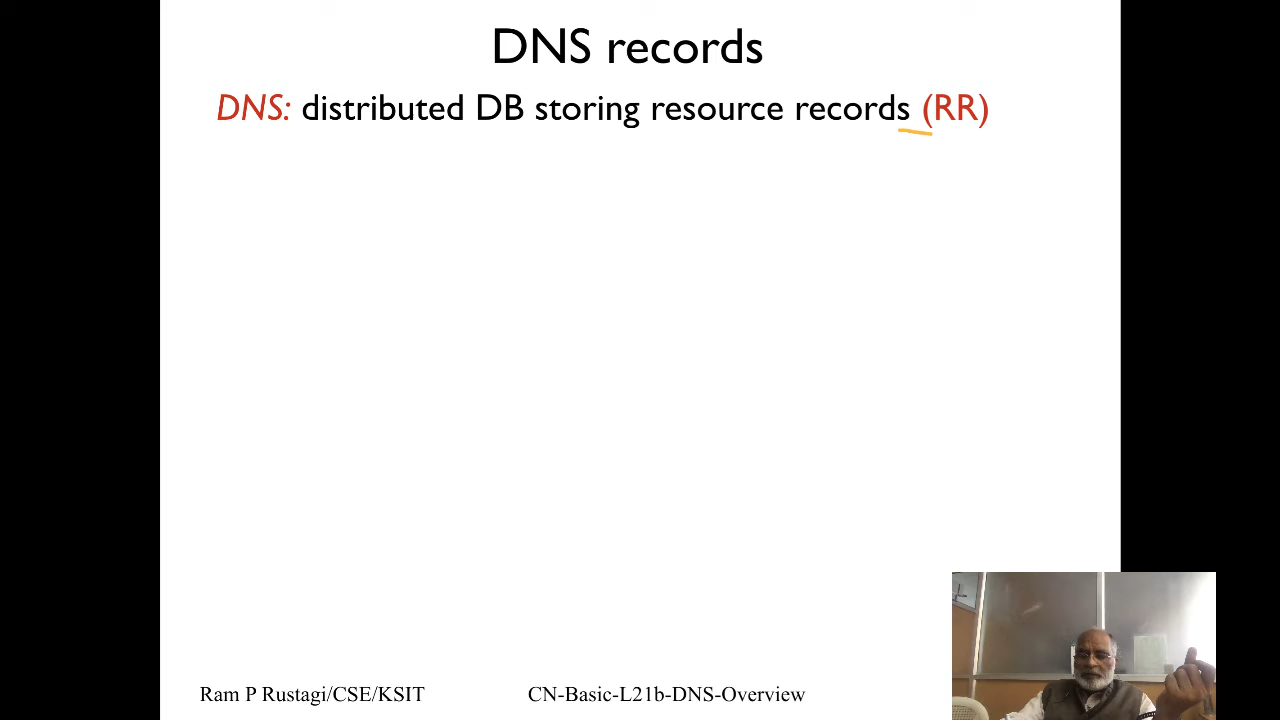 DNS records
DNS: distributed DB storing resource records (RR)
Ram P Rustagi/CSE/KSIT
CN-Basic-L21b-DNS-Overview